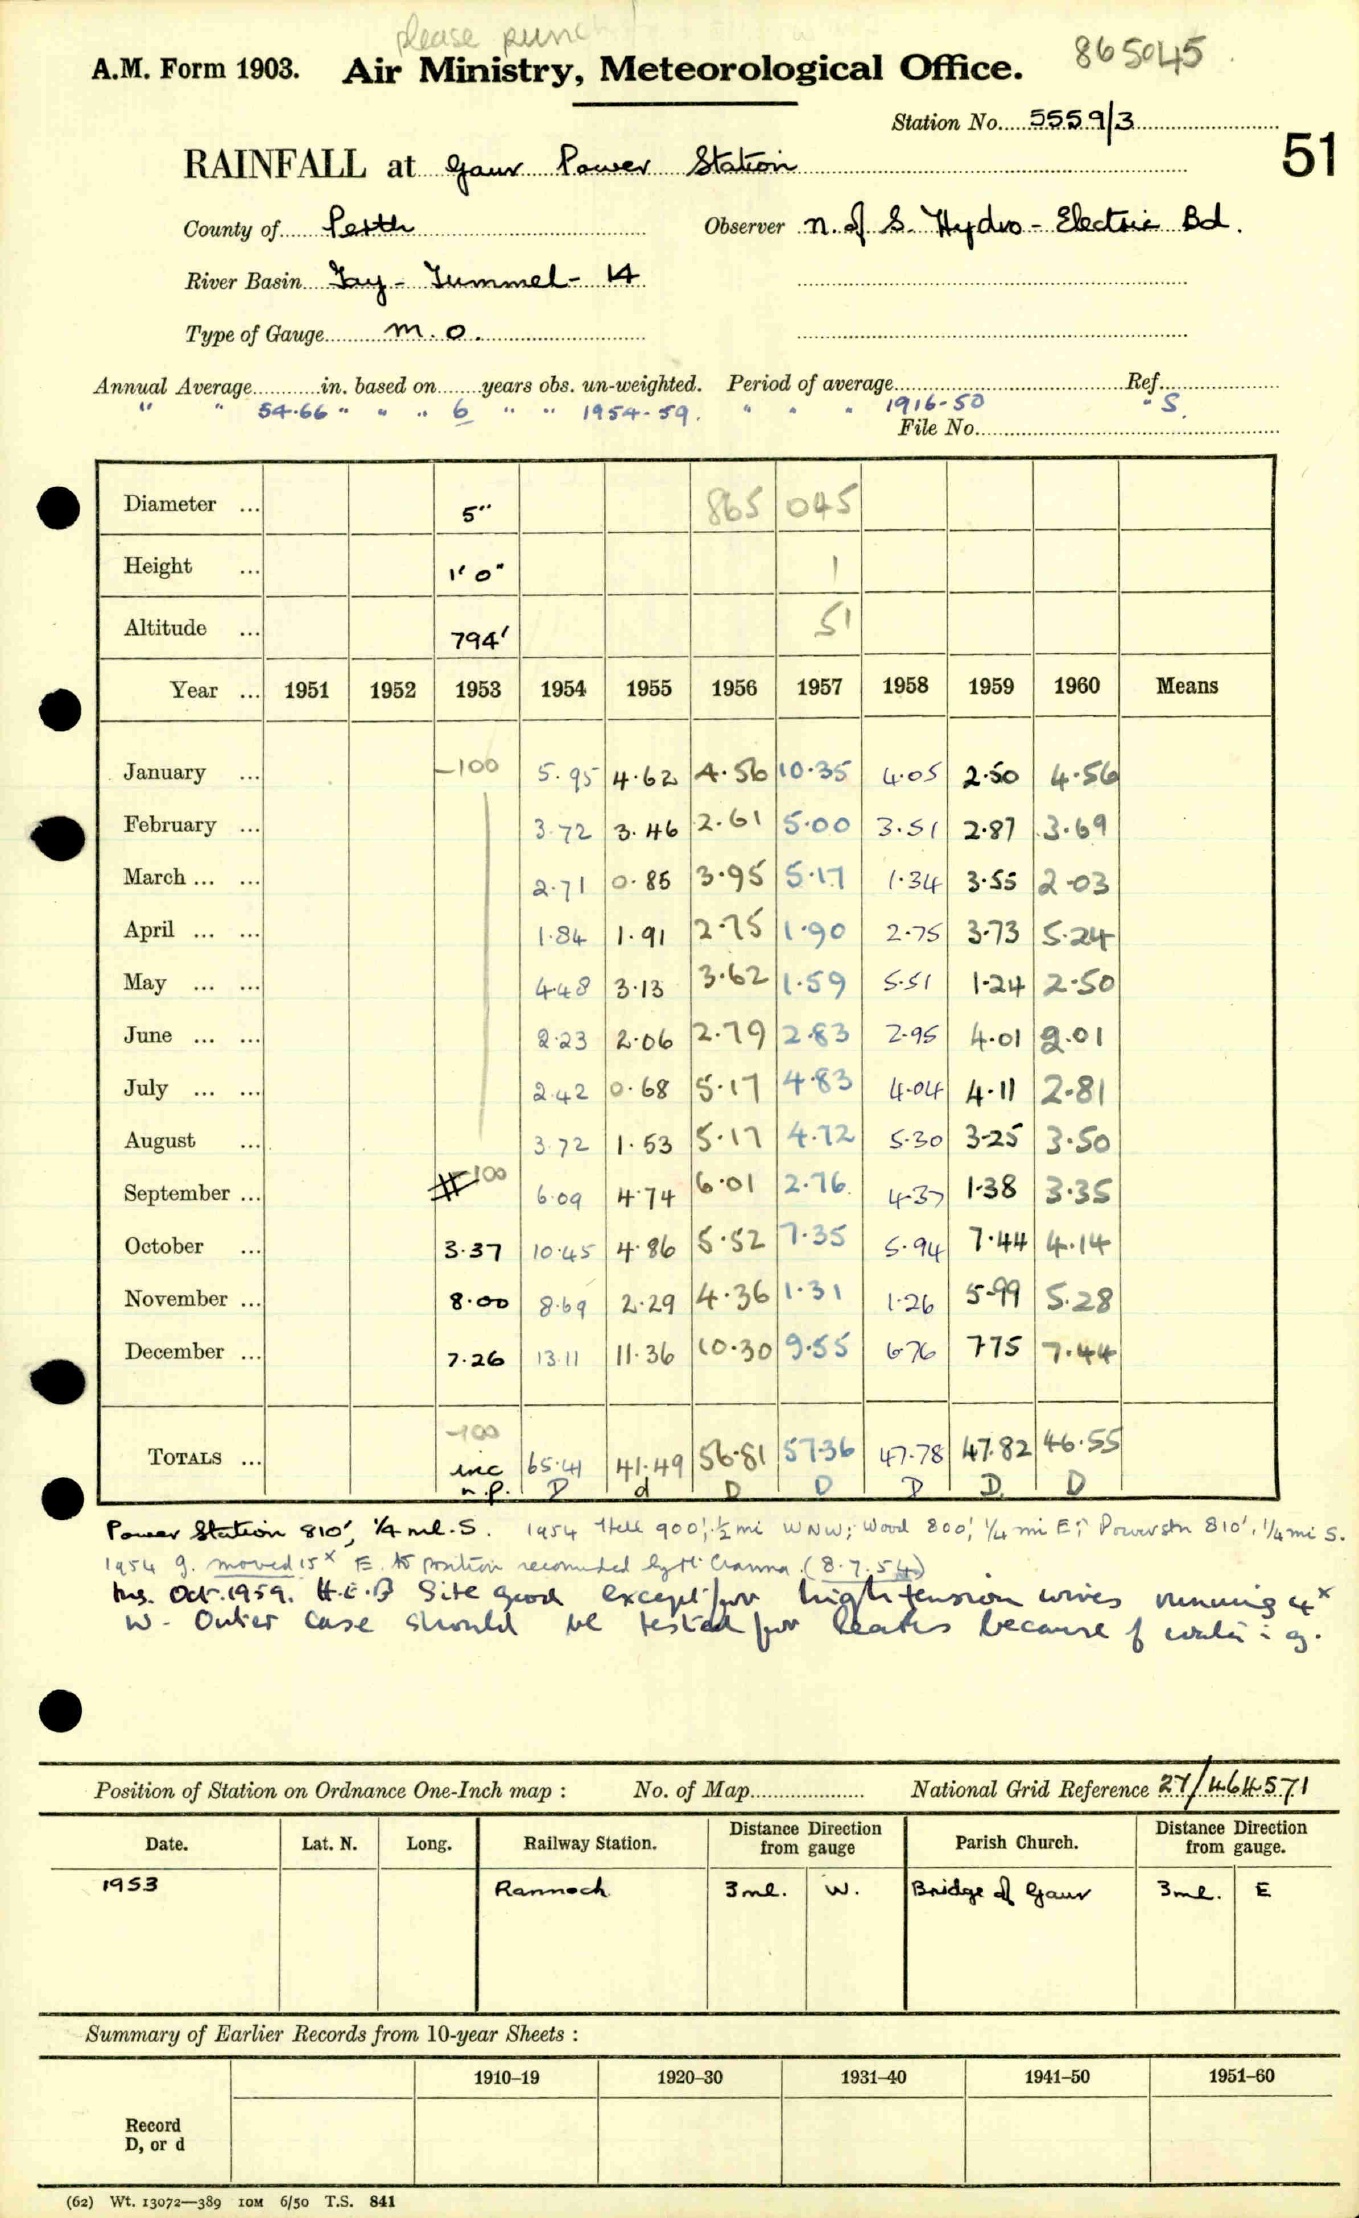 please punch
A.M. Form 1903. Air Ministry, Meteorological Office. 865045
Station No. 5559/3
51
RAINFALL at Gaur Power Station
County of Perth Observer N. of S. Hydro-Electric Bd.
River Basin Tay - Tummel - 14
Type of Gauge M.O.
Annual Average in. based on years obs. un-weighted. Period of average Ref.
" " 54.66 " " " 6 " " 1954-59. " " " 1916-50 " S.
File No.
Diameter ... 5" 865 045
Height ... 1' 0" 1
Altitude ... 794' 51
Year ... 1951 1952 1953 1954 1955 1956 1957 1958 1959 1960 Means
January ... -100 5.95 4.62 4.56 10.35 4.05 2.50 4.56
February ... 3.72 3.46 2.61 5.00 3.51 2.87 3.69
March ... ... 2.71 0.85 3.95 5.17 1.34 3.55 2.03
April ... ... 1.84 1.91 2.75 1.90 2.75 3.73 5.24
May ... ... 4.48 3.13 3.62 1.59 5.51 1.24 2.50
June ... ... 2.23 2.06 2.79 2.83 2.95 4.01 2.01
July ... ... 2.42 0.68 5.17 4.83 4.04 4.11 2.81
August ... 3.72 1.53 5.17 4.72 5.30 3.25 3.50
September ... -100 6.09 4.74 6.01 2.76 4.37 1.38 3.35
October ... 3.37 10.45 4.86 5.52 7.35 5.94 7.44 4.14
November ... 8.00 8.69 2.29 4.36 1.31 1.26 5.99 5.28
December ... 7.26 13.11 11.36 10.30 9.55 6.76 7.75 7.44
-100
TOTALS ... inc 65.41 41.49 56.81 57.36 47.78 47.82 46.55
n.p. D d D D D D D
Power Station 810', 1/4 ml. S. 1954 Hill 900', 1/2 mi WNW; Wood 800', 1/4 mi E; Power stn 810', 1/4 mi S.
1954 g. moved 15x E. to position recommended by Mr. (8.7.54)
Ins. Oct. 1959. H.E.B Site good except for high tension wires running 4x
W. Outer case should be tested for leaks because of water in g.
Position of Station on Ordnance One-Inch map : No. of Map National Grid Reference 27/464571
Date. Lat. N. Long. Railway Station. Distance Direction from gauge Parish Church. Distance Direction from gauge.
1953 Rannoch 3 ml. W. Bridge of Gaur 3 ml. E
Summary of Earlier Records from 10-year Sheets :
1910–19 1920–30 1931–40 1941–50 1951–60
Record
D, or d
(62) Wt. 13072—389 10M 6/50 T.S. 841